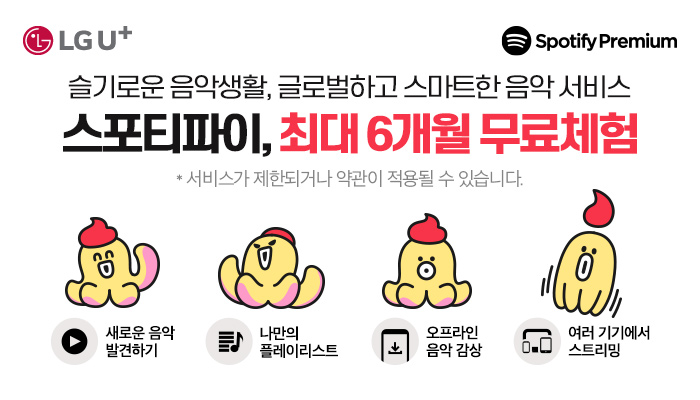 LG U+
Spotify Premium
슬기로운 음악생활, 글로벌하고 스마트한 음악 서비스
스포티파이, 최대 6개월 무료체험
* 서비스가 제한되거나 약관이 적용될 수 있습니다.
새로운 음악
발견하기
나만의
플레이리스트
오프라인
음악 감상
여러 기기에서
스트리밍